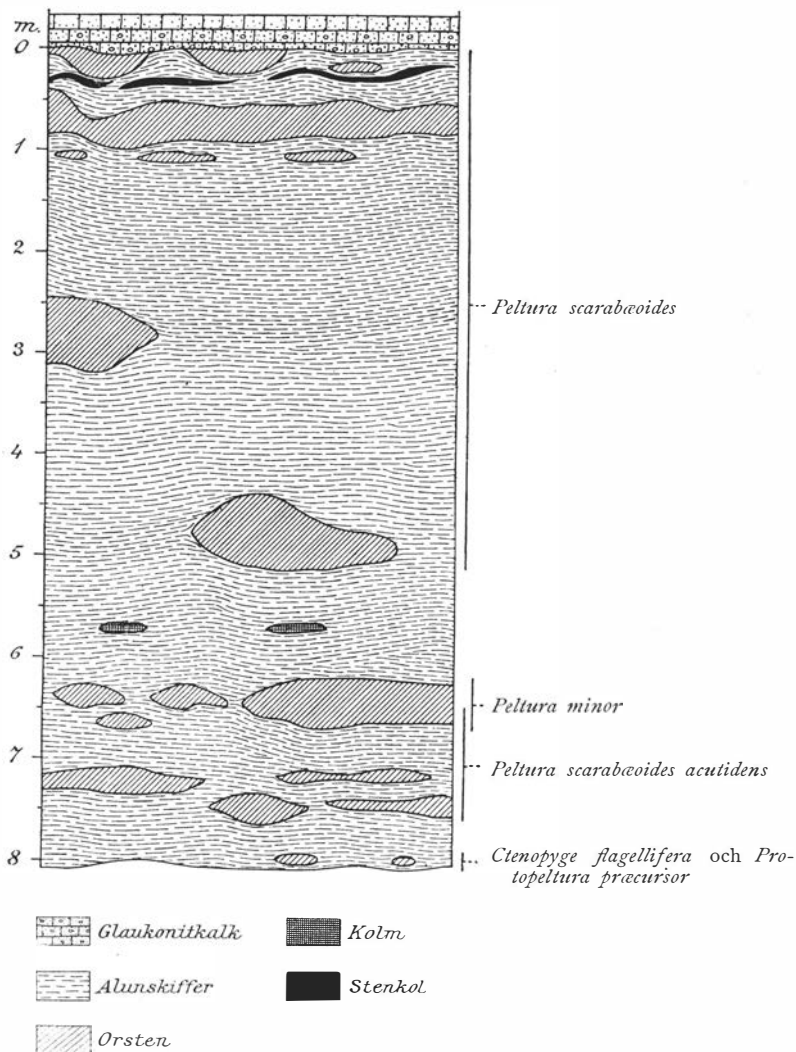 m.
0
1
2
3
4
5
6
7
8
Peltura scarabæoides
Peltura minor
Peltura scarabæoides acutidens
Ctenopyge flagellifera och Pro-
topeltura præcursor
Glaukonitkalk
Kolm
Alunskiffer
Stenkol
Orsten